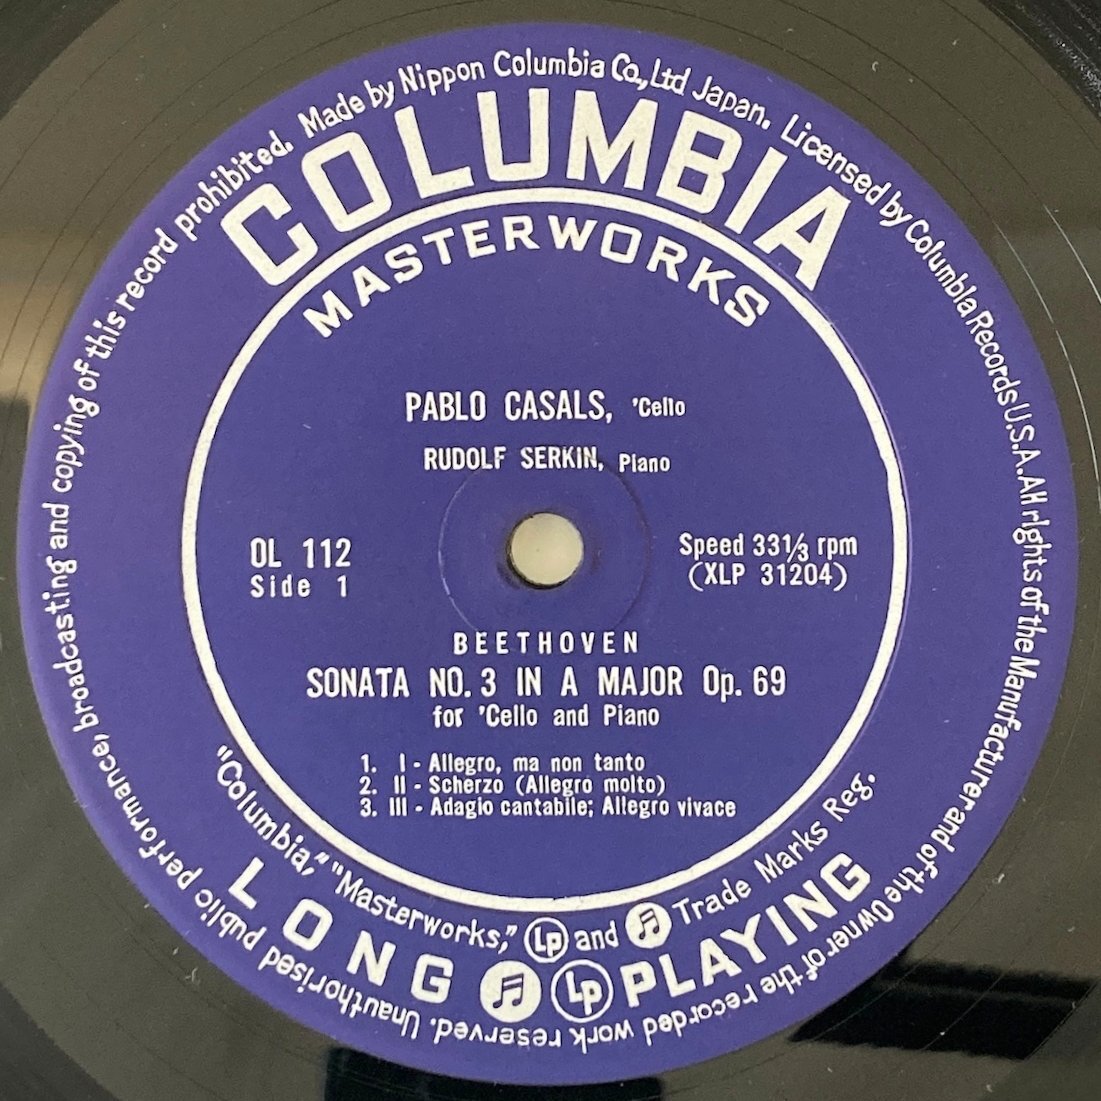 Made by Nippon Columbia Co., Ltd Japan. Licensed by Columbia Records U.S.A. All rights of the Manufacturer and of the Owner of the recorded work reserved. Unauthorised public performance, broadcasting and copying of this record prohibited.
COLUMBIA
MASTERWORKS
PABLO CASALS, 'Cello
RUDOLF SERKIN, Piano
OL 112
Side 1
Speed 33 1/3 rpm
(XLP 31204)
BEETHOVEN
SONATA NO. 3 IN A MAJOR Op. 69
for 'Cello and Piano
1. I - Allegro, ma non tanto
2. II - Scherzo (Allegro molto)
3. III - Adagio cantabile; Allegro vivace
"Columbia," "Masterworks," Lp and ♫ Trade Marks Reg.
LONG ♫ Lp PLAYING